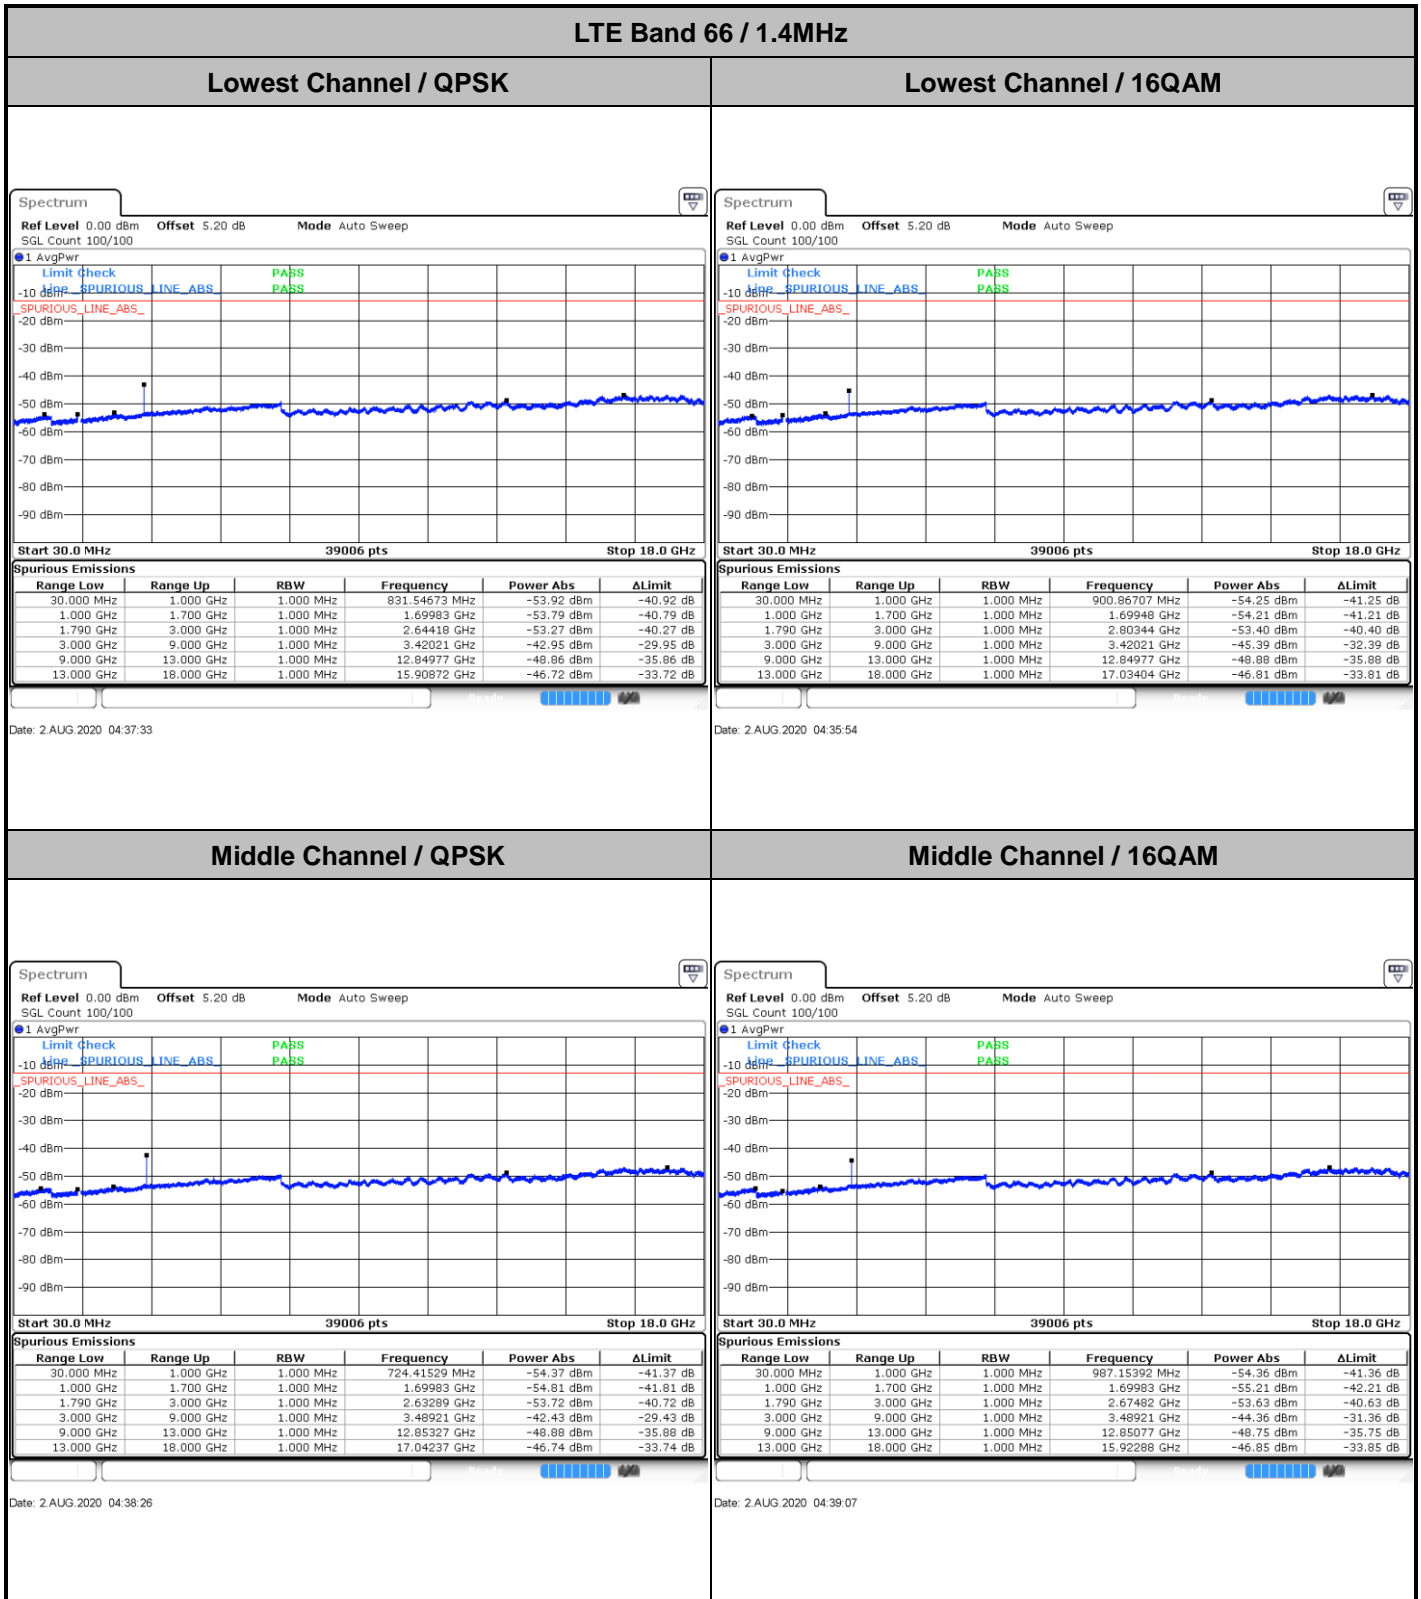 LTE Band 66 / 1.4MHz
Lowest Channel / QPSK
Lowest Channel / 16QAM
Spectrum
Ref Level 0.00 dBm Offset 5.20 dB Mode Auto Sweep
SGL Count 100/100
1 AvgPwr
Limit Check PASS
Line _SPURIOUS_LINE_ABS_ PASS
-10 dBm
_SPURIOUS_LINE_ABS_
-20 dBm
-30 dBm
-40 dBm
-50 dBm
-60 dBm
-70 dBm
-80 dBm
-90 dBm
Start 30.0 MHz 39006 pts Stop 18.0 GHz
Spurious Emissions
Range Low Range Up RBW Frequency Power Abs ΔLimit
30.000 MHz 1.000 GHz 1.000 MHz 831.54673 MHz -53.92 dBm -40.92 dB
1.000 GHz 1.700 GHz 1.000 MHz 1.69983 GHz -53.79 dBm -40.79 dB
1.790 GHz 3.000 GHz 1.000 MHz 2.64418 GHz -53.27 dBm -40.27 dB
3.000 GHz 9.000 GHz 1.000 MHz 3.42021 GHz -42.95 dBm -29.95 dB
9.000 GHz 13.000 GHz 1.000 MHz 12.84977 GHz -48.86 dBm -35.86 dB
13.000 GHz 18.000 GHz 1.000 MHz 15.90872 GHz -46.72 dBm -33.72 dB
Ready
Date: 2.AUG.2020 04:37:33
Spectrum
Ref Level 0.00 dBm Offset 5.20 dB Mode Auto Sweep
SGL Count 100/100
1 AvgPwr
Limit Check PASS
Line _SPURIOUS_LINE_ABS_ PASS
-10 dBm
_SPURIOUS_LINE_ABS_
-20 dBm
-30 dBm
-40 dBm
-50 dBm
-60 dBm
-70 dBm
-80 dBm
-90 dBm
Start 30.0 MHz 39006 pts Stop 18.0 GHz
Spurious Emissions
Range Low Range Up RBW Frequency Power Abs ΔLimit
30.000 MHz 1.000 GHz 1.000 MHz 900.86707 MHz -54.25 dBm -41.25 dB
1.000 GHz 1.700 GHz 1.000 MHz 1.69948 GHz -54.21 dBm -41.21 dB
1.790 GHz 3.000 GHz 1.000 MHz 2.80344 GHz -53.40 dBm -40.40 dB
3.000 GHz 9.000 GHz 1.000 MHz 3.42021 GHz -45.39 dBm -32.39 dB
9.000 GHz 13.000 GHz 1.000 MHz 12.84977 GHz -48.88 dBm -35.88 dB
13.000 GHz 18.000 GHz 1.000 MHz 17.03404 GHz -46.81 dBm -33.81 dB
Ready
Date: 2.AUG.2020 04:35:54
Middle Channel / QPSK
Middle Channel / 16QAM
Spectrum
Ref Level 0.00 dBm Offset 5.20 dB Mode Auto Sweep
SGL Count 100/100
1 AvgPwr
Limit Check PASS
Line _SPURIOUS_LINE_ABS_ PASS
-10 dBm
_SPURIOUS_LINE_ABS_
-20 dBm
-30 dBm
-40 dBm
-50 dBm
-60 dBm
-70 dBm
-80 dBm
-90 dBm
Start 30.0 MHz 39006 pts Stop 18.0 GHz
Spurious Emissions
Range Low Range Up RBW Frequency Power Abs ΔLimit
30.000 MHz 1.000 GHz 1.000 MHz 724.41529 MHz -54.37 dBm -41.37 dB
1.000 GHz 1.700 GHz 1.000 MHz 1.69983 GHz -54.81 dBm -41.81 dB
1.790 GHz 3.000 GHz 1.000 MHz 2.63289 GHz -53.72 dBm -40.72 dB
3.000 GHz 9.000 GHz 1.000 MHz 3.48921 GHz -42.43 dBm -29.43 dB
9.000 GHz 13.000 GHz 1.000 MHz 12.85327 GHz -48.88 dBm -35.88 dB
13.000 GHz 18.000 GHz 1.000 MHz 17.04237 GHz -46.74 dBm -33.74 dB
Ready
Date: 2.AUG.2020 04:38:26
Spectrum
Ref Level 0.00 dBm Offset 5.20 dB Mode Auto Sweep
SGL Count 100/100
1 AvgPwr
Limit Check PASS
Line _SPURIOUS_LINE_ABS_ PASS
-10 dBm
_SPURIOUS_LINE_ABS_
-20 dBm
-30 dBm
-40 dBm
-50 dBm
-60 dBm
-70 dBm
-80 dBm
-90 dBm
Start 30.0 MHz 39006 pts Stop 18.0 GHz
Spurious Emissions
Range Low Range Up RBW Frequency Power Abs ΔLimit
30.000 MHz 1.000 GHz 1.000 MHz 987.15392 MHz -54.36 dBm -41.36 dB
1.000 GHz 1.700 GHz 1.000 MHz 1.69983 GHz -55.21 dBm -42.21 dB
1.790 GHz 3.000 GHz 1.000 MHz 2.67482 GHz -53.63 dBm -40.63 dB
3.000 GHz 9.000 GHz 1.000 MHz 3.48921 GHz -44.36 dBm -31.36 dB
9.000 GHz 13.000 GHz 1.000 MHz 12.85077 GHz -48.75 dBm -35.75 dB
13.000 GHz 18.000 GHz 1.000 MHz 15.92288 GHz -46.85 dBm -33.85 dB
Ready
Date: 2.AUG.2020 04:39:07